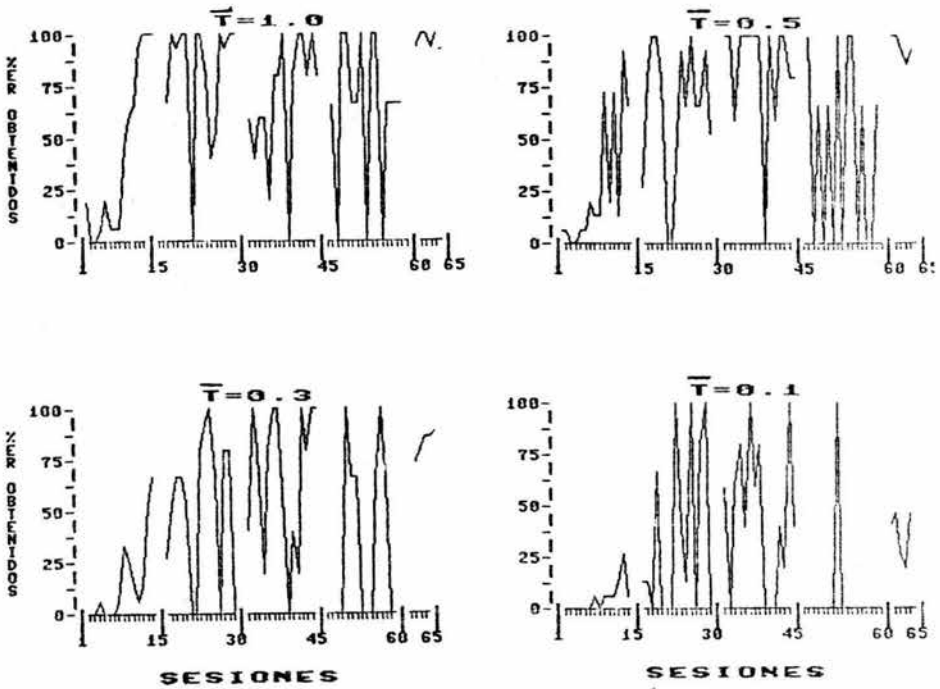 T̅=1.0
%ER OBTENIDOS
100-
75-
50-
25-
0-
1 15 30 45 60 65
T̅=0.5
100-
75-
50-
25-
0-
1 15 30 45 60 6
T̅=0.3
%ER OBTENIDOS
100-
75-
50-
25-
0-
1 15 30 45 60 65
SESIONES
T̅=0.1
100-
75-
50-
25-
0-
1 15 30 45 60 65
SESIONES